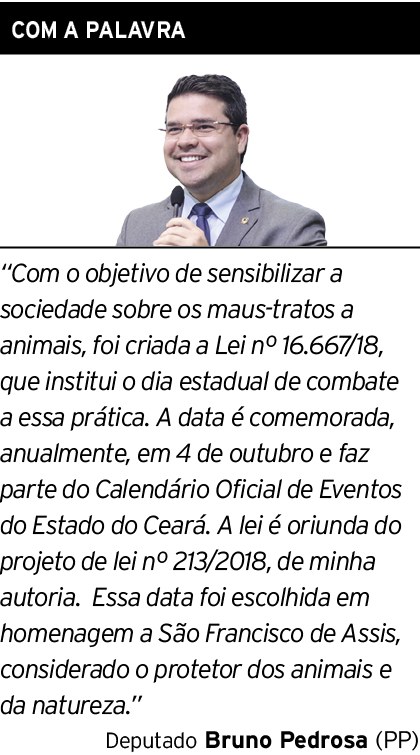 COM A PALAVRA
“Com o objetivo de sensibilizar a
sociedade sobre os maus-tratos a
animais, foi criada a Lei nº 16.667/18,
que institui o dia estadual de combate
a essa prática. A data é comemorada,
anualmente, em 4 de outubro e faz
parte do Calendário Oficial de Eventos
do Estado do Ceará. A lei é oriunda do
projeto de lei nº 213/2018, de minha
autoria.  Essa data foi escolhida em
homenagem a São Francisco de Assis,
considerado o protetor dos animais e
da natureza.”
Deputado Bruno Pedrosa (PP)